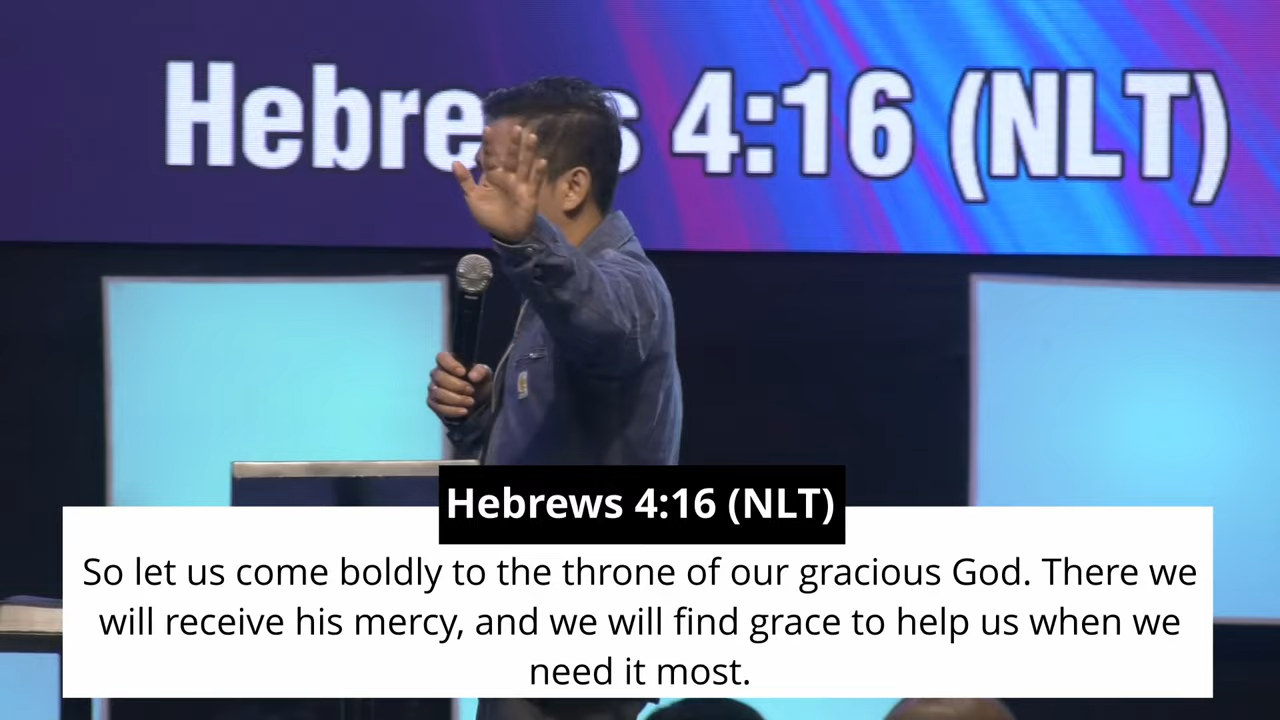 Hebrews 4:16 (NLT)
Hebrews 4:16 (NLT)
So let us come boldly to the throne of our gracious God. There we
will receive his mercy, and we will find grace to help us when we
need it most.